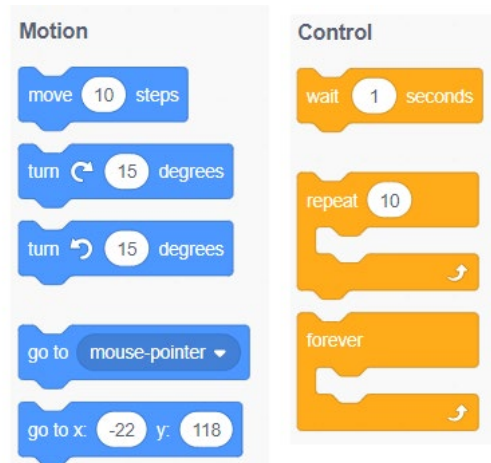 Motion
move 10 steps
turn 15 degrees
turn 15 degrees
go to mouse-pointer
go to x: -22 y: 118
Control
wait 1 seconds
repeat 10
forever